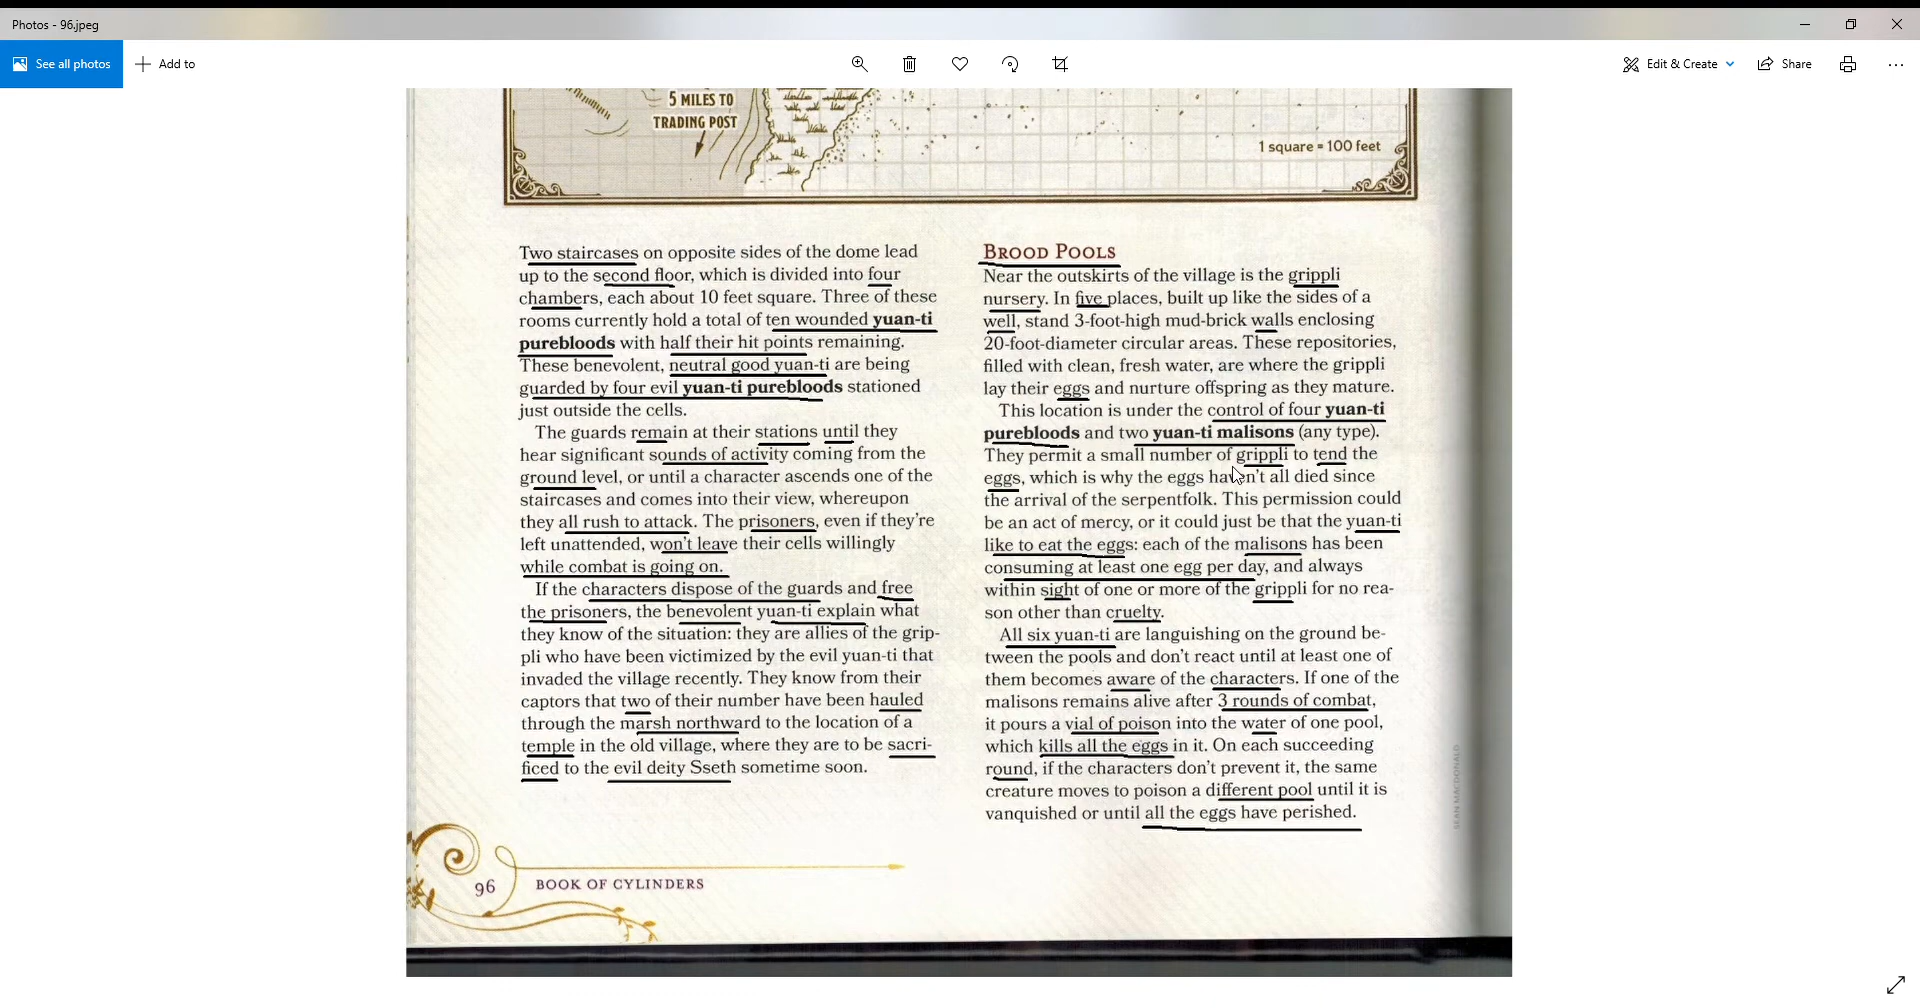 Photos - 96.jpeg
See all photos
Add to
Edit & Create
Share
5 MILES TO
TRADING POST
1 square = 100 feet
Two staircases on opposite sides of the dome lead
up to the second floor, which is divided into four
chambers, each about 10 feet square. Three of these
rooms currently hold a total of ten wounded yuan-ti
purebloods with half their hit points remaining.
These benevolent, neutral good yuan-ti are being
guarded by four evil yuan-ti purebloods stationed
just outside the cells.
The guards remain at their stations until they
hear significant sounds of activity coming from the
ground level, or until a character ascends one of the
staircases and comes into their view, whereupon
they all rush to attack. The prisoners, even if they're
left unattended, won't leave their cells willingly
while combat is going on.
If the characters dispose of the guards and free
the prisoners, the benevolent yuan-ti explain what
they know of the situation: they are allies of the grip-
pli who have been victimized by the evil yuan-ti that
invaded the village recently. They know from their
captors that two of their number have been hauled
through the marsh northward to the location of a
temple in the old village, where they are to be sacri-
ficed to the evil deity Sseth sometime soon.
BROOD POOLS
Near the outskirts of the village is the grippli
nursery. In five places, built up like the sides of a
well, stand 3-foot-high mud-brick walls enclosing
20-foot-diameter circular areas. These repositories,
filled with clean, fresh water, are where the grippli
lay their eggs and nurture offspring as they mature.
This location is under the control of four yuan-ti
purebloods and two yuan-ti malisons (any type).
They permit a small number of grippli to tend the
eggs, which is why the eggs haven't all died since
the arrival of the serpentfolk. This permission could
be an act of mercy, or it could just be that the yuan-ti
like to eat the eggs: each of the malisons has been
consuming at least one egg per day, and always
within sight of one or more of the grippli for no rea-
son other than cruelty.
All six yuan-ti are languishing on the ground be-
tween the pools and don't react until at least one of
them becomes aware of the characters. If one of the
malisons remains alive after 3 rounds of combat,
it pours a vial of poison into the water of one pool,
which kills all the eggs in it. On each succeeding
round, if the characters don't prevent it, the same
creature moves to poison a different pool until it is
vanquished or until all the eggs have perished.
SEAN MACDONALD
96
BOOK OF CYLINDERS